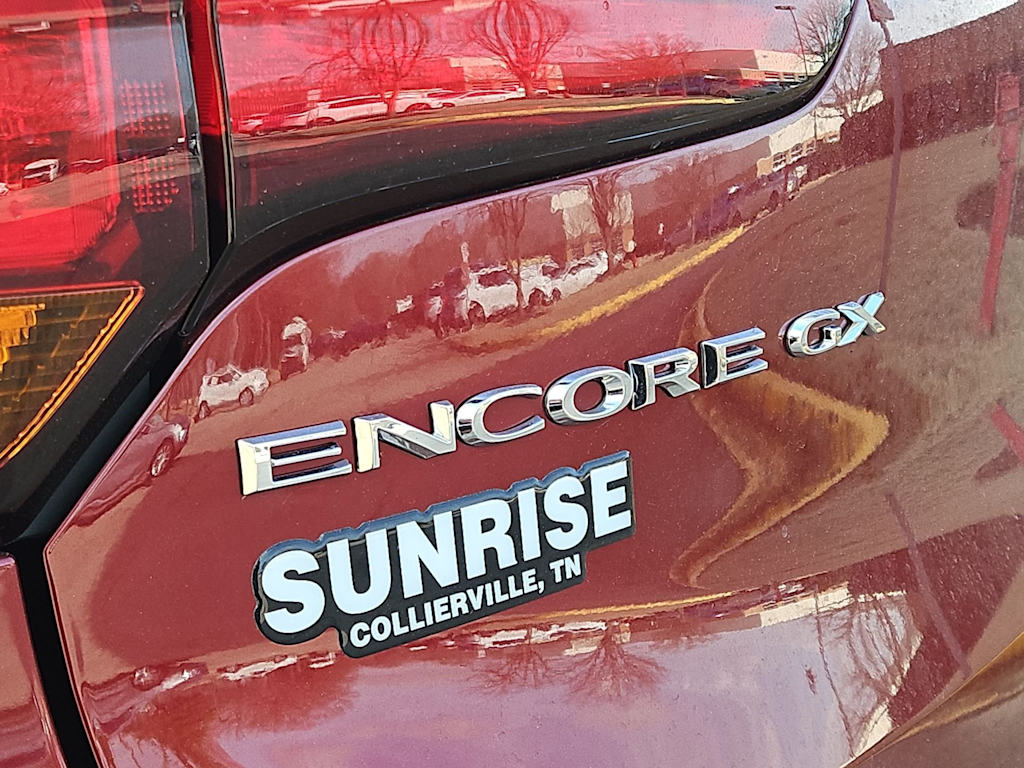 ENCORE GX
SUNRISE
COLLIERVILLE, TN